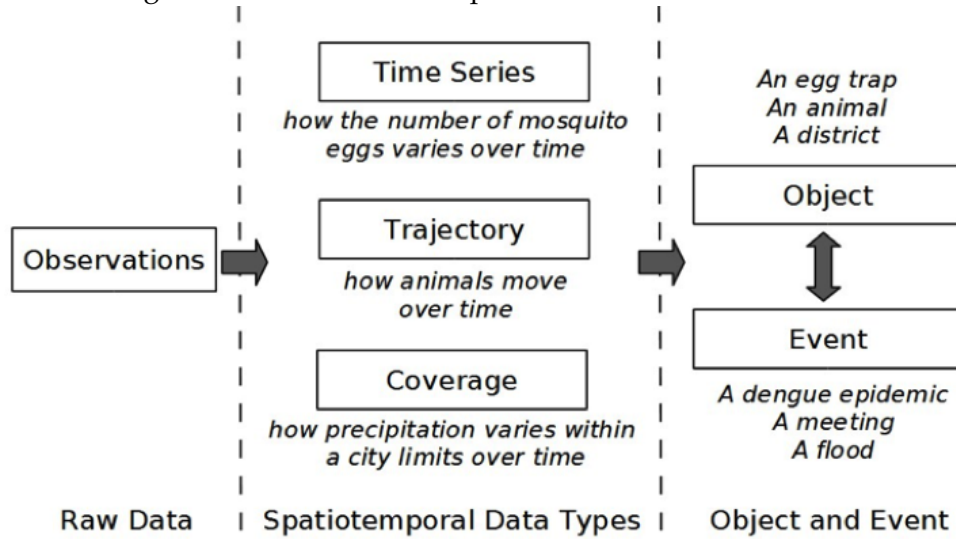 Observations
Time Series
how the number of mosquito
eggs varies over time
Trajectory
how animals move
over time
Coverage
how precipitation varies within
a city limits over time
An egg trap
An animal
A district
Object
Event
A dengue epidemic
A meeting
A flood
Raw Data
Spatiotemporal Data Types
Object and Event